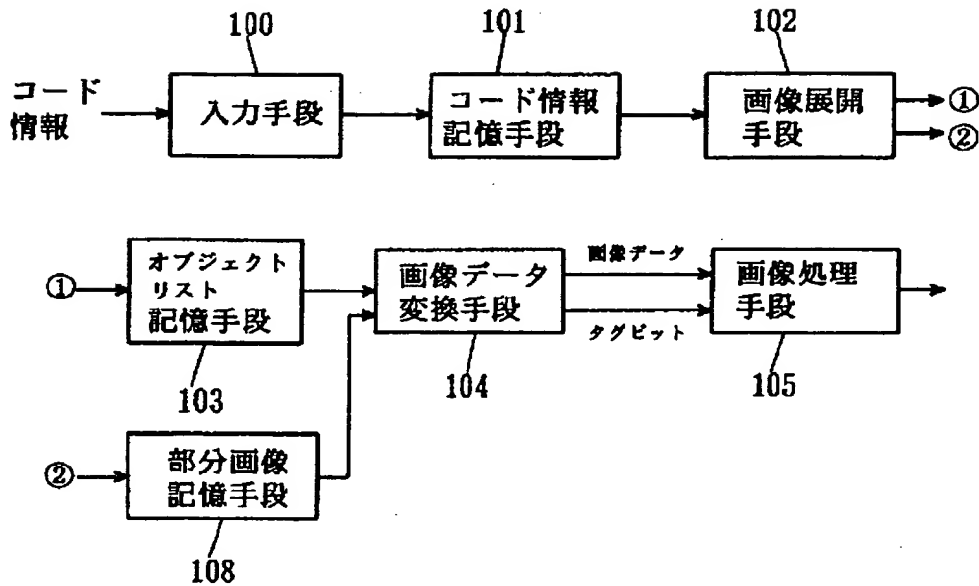 100
101
102
コード
情報
入力手段
コード情報
記憶手段
画像展開
手段
①
②
①
オブジェクト
リスト
記憶手段
画像データ
変換手段
画像データ
タグビット
画像処理
手段
103
104
105
②
部分画像
記憶手段
108